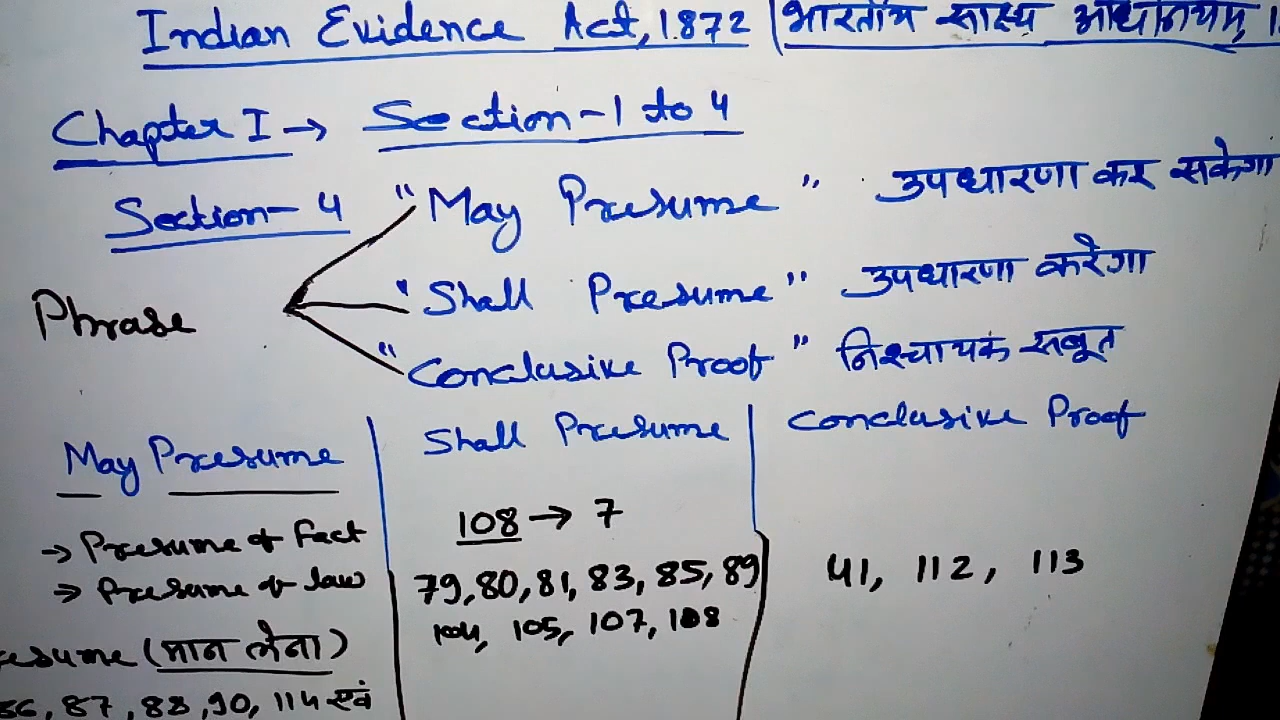 Indian Evidence Act, 1872 (भारतीय साक्ष्य अधिनियम,
Chapter I → Section-1 to 4
Section-4 "May Presume" उपधारणा कर सकेगा
Phrase "Shall Presume" उपधारणा करेगा
"Conclusive Proof" निश्चायक सबूत
May Presume
→ Presume of Fact
→ Presume of law
(मान लेना)
87, 88, 90, 114 एवं
Shall Presume
108 → 7
79, 80, 81, 83, 85, 89
104, 105, 107, 108
Conclusive Proof
41, 112, 113